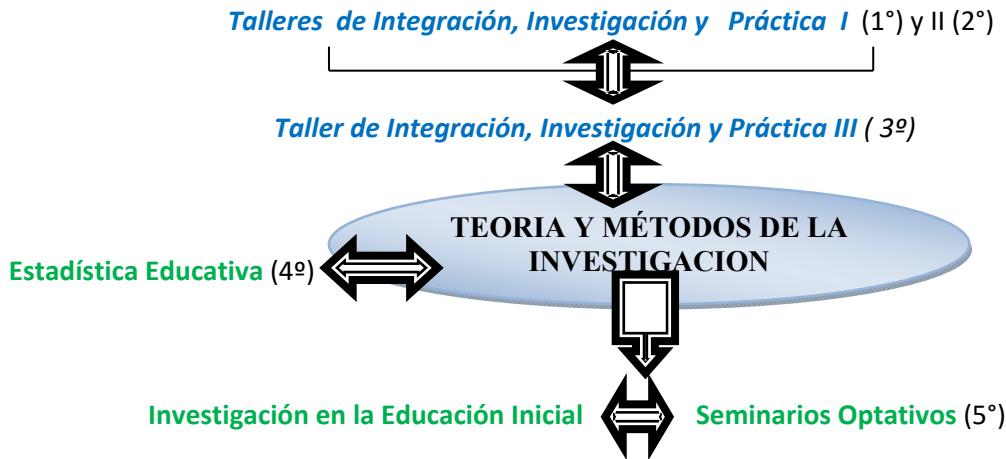 Talleres de Integración, Investigación y Práctica I (1°) y II (2°)
Taller de Integración, Investigación y Práctica III ( 3º)
TEORIA Y MÉTODOS DE LA
INVESTIGACION
Estadística Educativa (4º)
Investigación en la Educación Inicial Seminarios Optativos (5°)